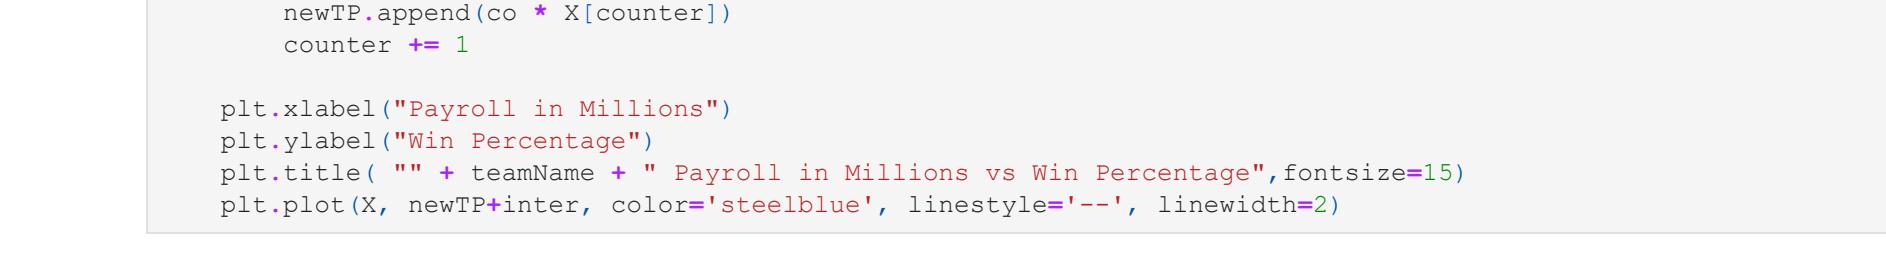 newTP.append(co * X[counter])
counter += 1
plt.xlabel("Payroll in Millions")
plt.ylabel("Win Percentage")
plt.title( "" + teamName + " Payroll in Millions vs Win Percentage",fontsize=15)
plt.plot(X, newTP+inter, color='steelblue', linestyle='--', linewidth=2)